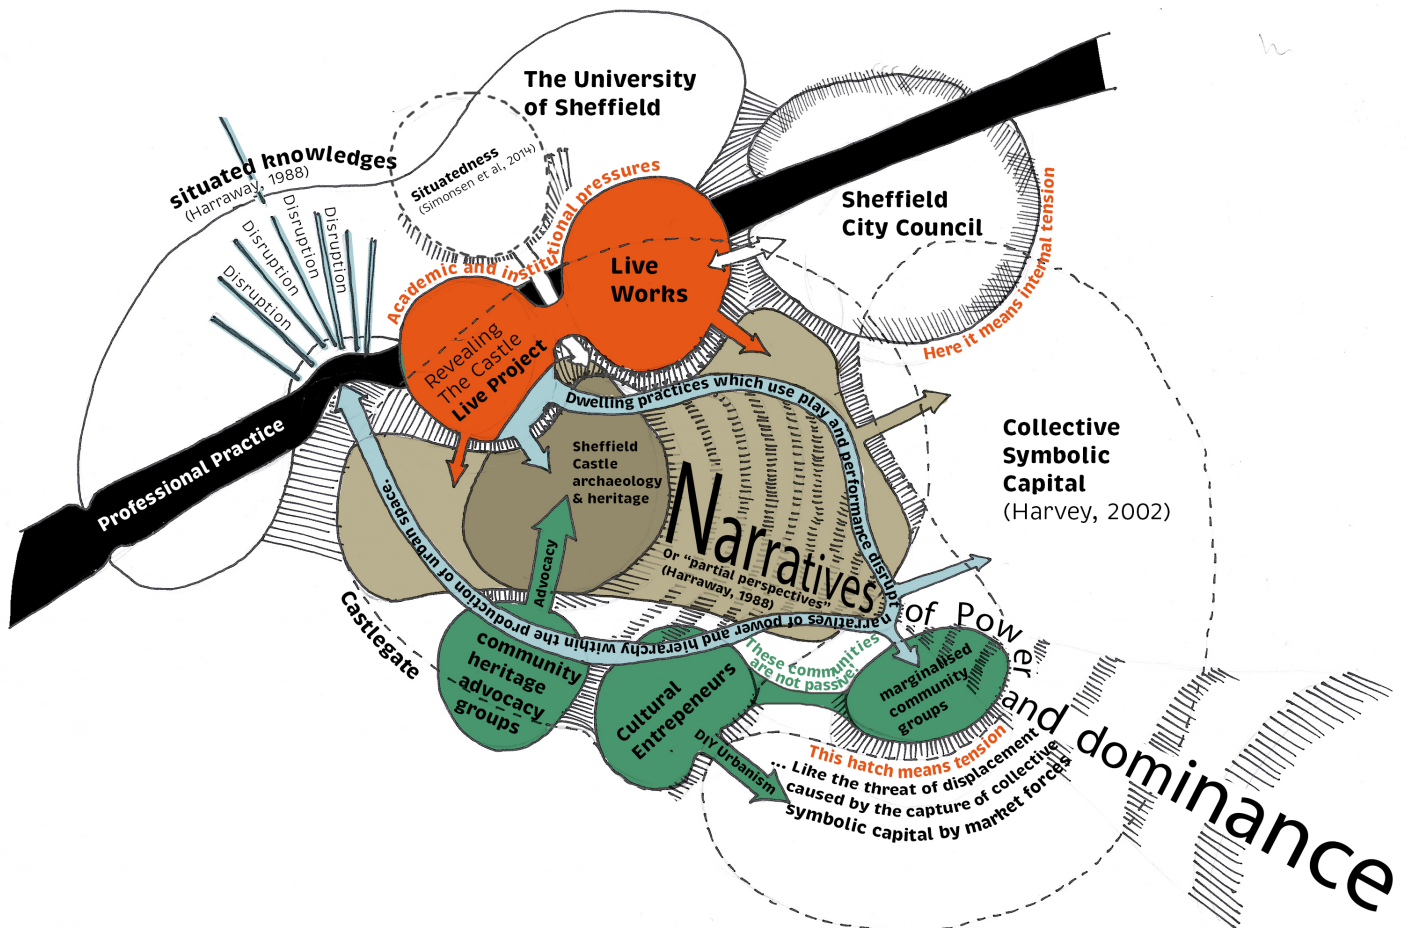 The University
of Sheffield
situated knowledges
(Harraway, 1988)
Situatedness
(Simonsen et al, 2014)
Disruption
Disruption
Disruption
Disruption
Academic and institutional pressures
Live
Works
Sheffield
City Council
Here it means internal tension
Revealing
The Castle
Live Project
Professional Practice
Dwelling practices which use play and performance disrupt
narratives of power and hierarchy within the production of urban space.
Sheffield
Castle
archaeology
& heritage
Collective
Symbolic
Capital
(Harvey, 2002)
Narratives
Or "partial perspectives"
(Harraway, 1988)
of Power
and dominance
Advocacy
Castlegate
community
heritage
advocacy
groups
Cultural
Entrepeneurs
DIY Urbanism
These communities
are not passive.
marginalised
community
groups
This hatch means tension
... Like the threat of displacement
caused by the capture of collective
symbolic capital by market forces